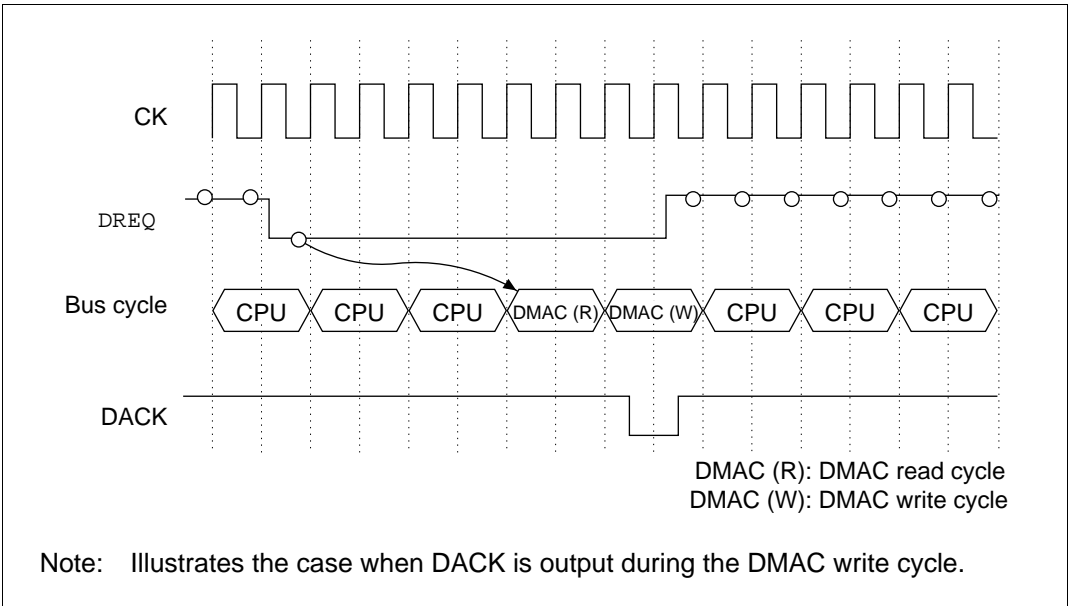 CK
DREQ
Bus cycle
CPU CPU CPU DMAC (R) DMAC (W) CPU CPU CPU
DACK
DMAC (R): DMAC read cycle
DMAC (W): DMAC write cycle
Note: Illustrates the case when DACK is output during the DMAC write cycle.